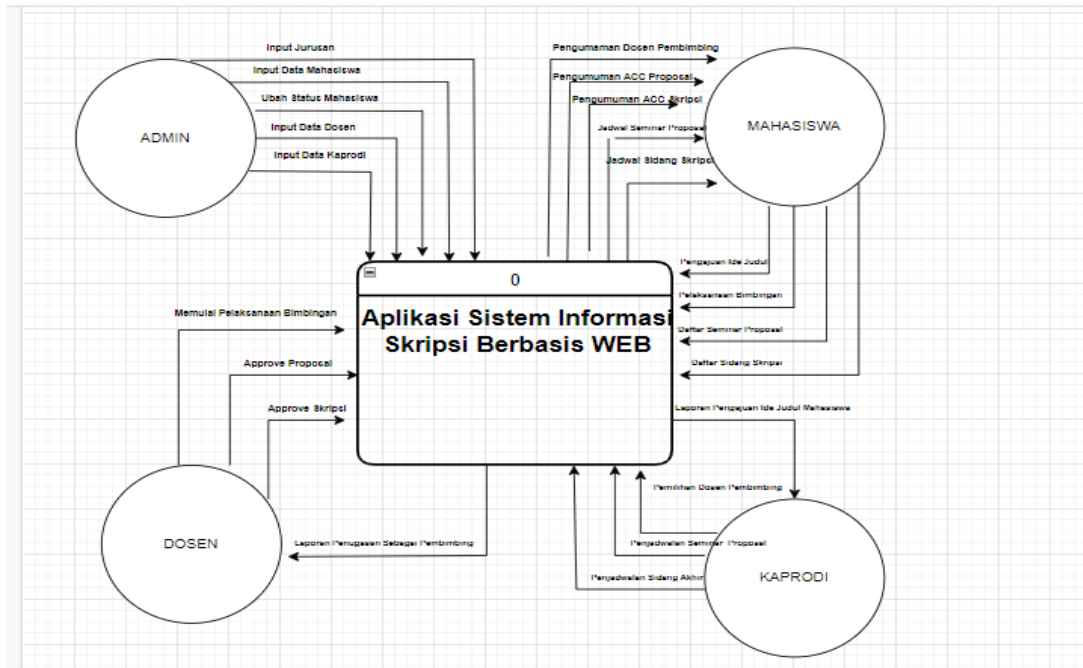 Input Jurusan
Input Data Mahasiswa
Ubah Status Mahasiswa
Input Data Dosen
Input Data Kaprodi
ADMIN
Pengumaman Dosen Pembimbing
Pengumuman ACC Proposal
Pengumuman ACC Skripsi
Jadwal Seminar Proposal
Jadwal Sidang Skripsi
MAHASISWA
Pengajuan Ide Judul
Pelaksanaan Bimbingan
Daftar Seminar Proposal
Daftar Sidang Skripsi
0
Aplikasi Sistem Informasi
Skripsi Berbasis WEB
Memulai Pelaksanaan Bimbingan
Approve Proposal
Approve Skripsi
DOSEN
Laporan Penugasan Sebagai Pembimbing
Laporan Pengajuan Ide Judul Mahasiswa
Pemilihan Dosen Pembimbing
Penjadwalan Seminar Proposal
Penjadwalan Sidang Akhir
KAPRODI